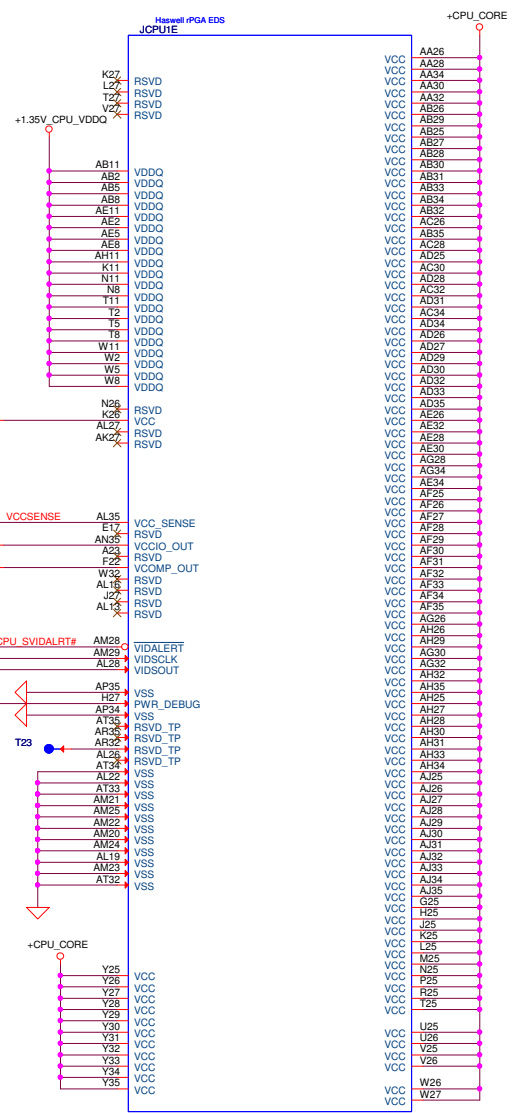 Haswell rPGA EDS
JCPU1E
+CPU_CORE
K27 RSVD
L27 RSVD
T27 RSVD
V27 RSVD
+1.35V_CPU_VDDQ
AB11 VDDQ
AB2 VDDQ
AB5 VDDQ
AB8 VDDQ
AE11 VDDQ
AE2 VDDQ
AE5 VDDQ
AE8 VDDQ
AH11 VDDQ
K11 VDDQ
N11 VDDQ
N8 VDDQ
T11 VDDQ
T2 VDDQ
T5 VDDQ
T8 VDDQ
W11 VDDQ
W2 VDDQ
W5 VDDQ
W8 VDDQ
N26 RSVD
K26 VCC
AL27 RSVD
AK27 RSVD
VCCSENSE AL35 VCC_SENSE
E17 RSVD
AN35 VCCIO_OUT
A23 RSVD
F22 VCOMP_OUT
W32 RSVD
AL16 RSVD
J27 RSVD
AL13 RSVD
CPU_SVIDALRT# AM28 VIDALERT
AM29 VIDSCLK
AL28 VIDSOUT
AP35 VSS
H27 PWR_DEBUG
AP34 VSS
AT35 RSVD_TP
AR35 RSVD_TP
T23 AR32 RSVD_TP
AL26 RSVD_TP
AT34 VSS
AL22 VSS
AT33 VSS
AM21 VSS
AM25 VSS
AM22 VSS
AM20 VSS
AM24 VSS
AL19 VSS
AM23 VSS
AT32 VSS
+CPU_CORE
Y25 VCC
Y26 VCC
Y27 VCC
Y28 VCC
Y29 VCC
Y30 VCC
Y31 VCC
Y32 VCC
Y33 VCC
Y34 VCC
Y35 VCC
VCC AA26
VCC AA28
VCC AA34
VCC AA30
VCC AA32
VCC AB26
VCC AB29
VCC AB25
VCC AB27
VCC AB28
VCC AB30
VCC AB31
VCC AB33
VCC AB34
VCC AB32
VCC AC26
VCC AB35
VCC AC28
VCC AD25
VCC AC30
VCC AD28
VCC AC32
VCC AD31
VCC AC34
VCC AD34
VCC AD26
VCC AD27
VCC AD29
VCC AD30
VCC AD32
VCC AD33
VCC AD35
VCC AE26
VCC AE32
VCC AE28
VCC AE30
VCC AG28
VCC AG34
VCC AE34
VCC AF25
VCC AF26
VCC AF27
VCC AF28
VCC AF29
VCC AF30
VCC AF31
VCC AF32
VCC AF33
VCC AF34
VCC AF35
VCC AG26
VCC AH26
VCC AH29
VCC AG30
VCC AG32
VCC AH32
VCC AH35
VCC AH25
VCC AH27
VCC AH28
VCC AH30
VCC AH31
VCC AH33
VCC AH34
VCC AJ25
VCC AJ26
VCC AJ27
VCC AJ28
VCC AJ29
VCC AJ30
VCC AJ31
VCC AJ32
VCC AJ33
VCC AJ34
VCC AJ35
VCC G25
VCC H25
VCC J25
VCC K25
VCC L25
VCC M25
VCC N25
VCC P25
VCC R25
VCC T25
VCC U25
VCC U26
VCC V25
VCC V26
VCC W26
VCC W27